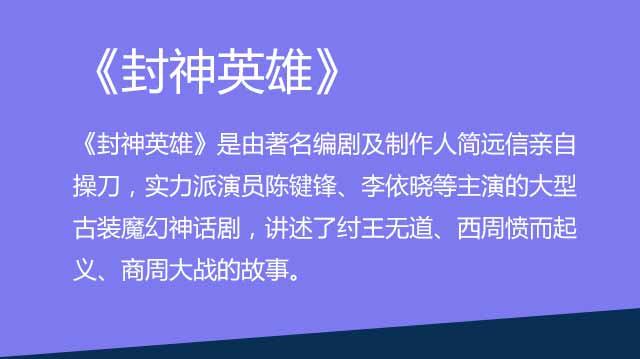 《封神英雄》
《封神英雄》是由著名编剧及制作人简远信亲自
操刀，实力派演员陈键锋、李依晓等主演的大型
古装魔幻神话剧，讲述了纣王无道、西周愤而起
义、商周大战的故事。